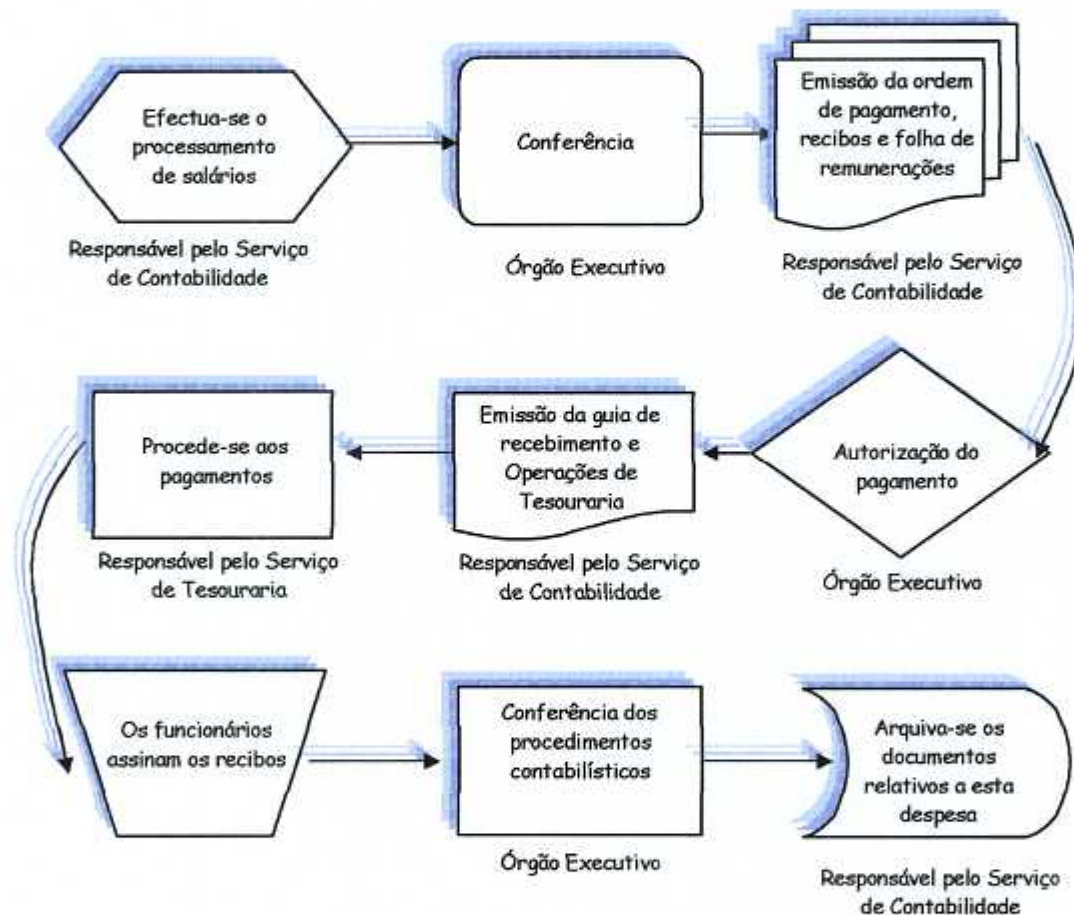 Efectua-se o
processamento
de salários
Responsável pelo Serviço
de Contabilidade
Conferência
Órgão Executivo
Emissão da ordem
de pagamento,
recibos e folha de
remunerações
Responsável pelo Serviço
de Contabilidade
Autorização do
pagamento
Órgão Executivo
Emissão da guia de
recebimento e
Operações de
Tesouraria
Responsável pelo Serviço
de Contabilidade
Procede-se aos
pagamentos
Responsável pelo Serviço
de Tesouraria
Os funcionários
assinam os recibos
Conferência dos
procedimentos
contabilísticos
Órgão Executivo
Arquiva-se os
documentos
relativos a esta
despesa
Responsável pelo Serviço
de Contabilidade